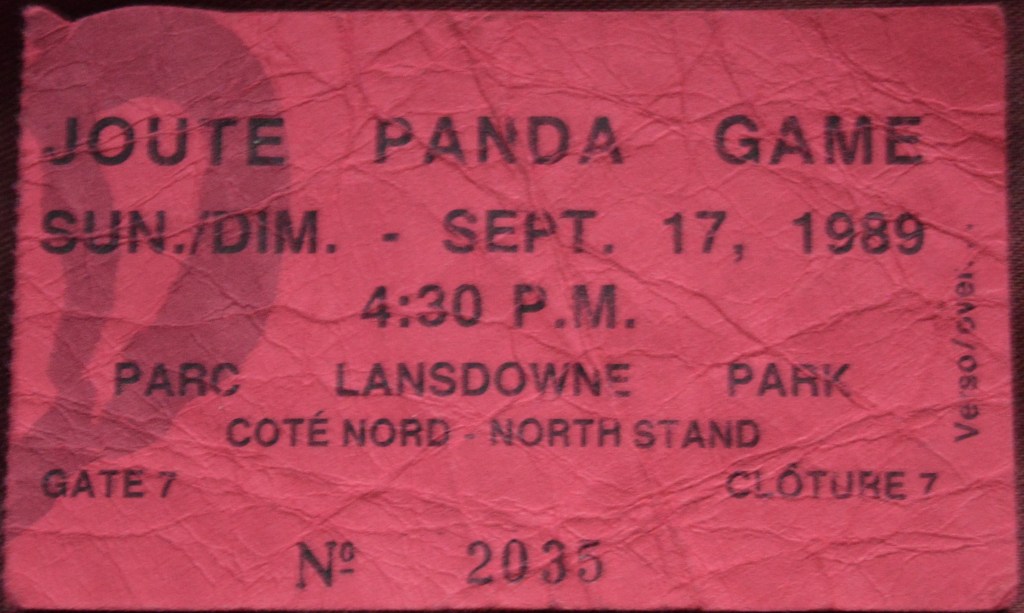 JOUTE PANDA GAME
SUN./DIM. - SEPT. 17, 1989
4:30 P.M.
PARC LANSDOWNE PARK
COTÉ NORD - NORTH STAND
GATE 7 CLÓTURE 7
Nº 2035
Verso/over...